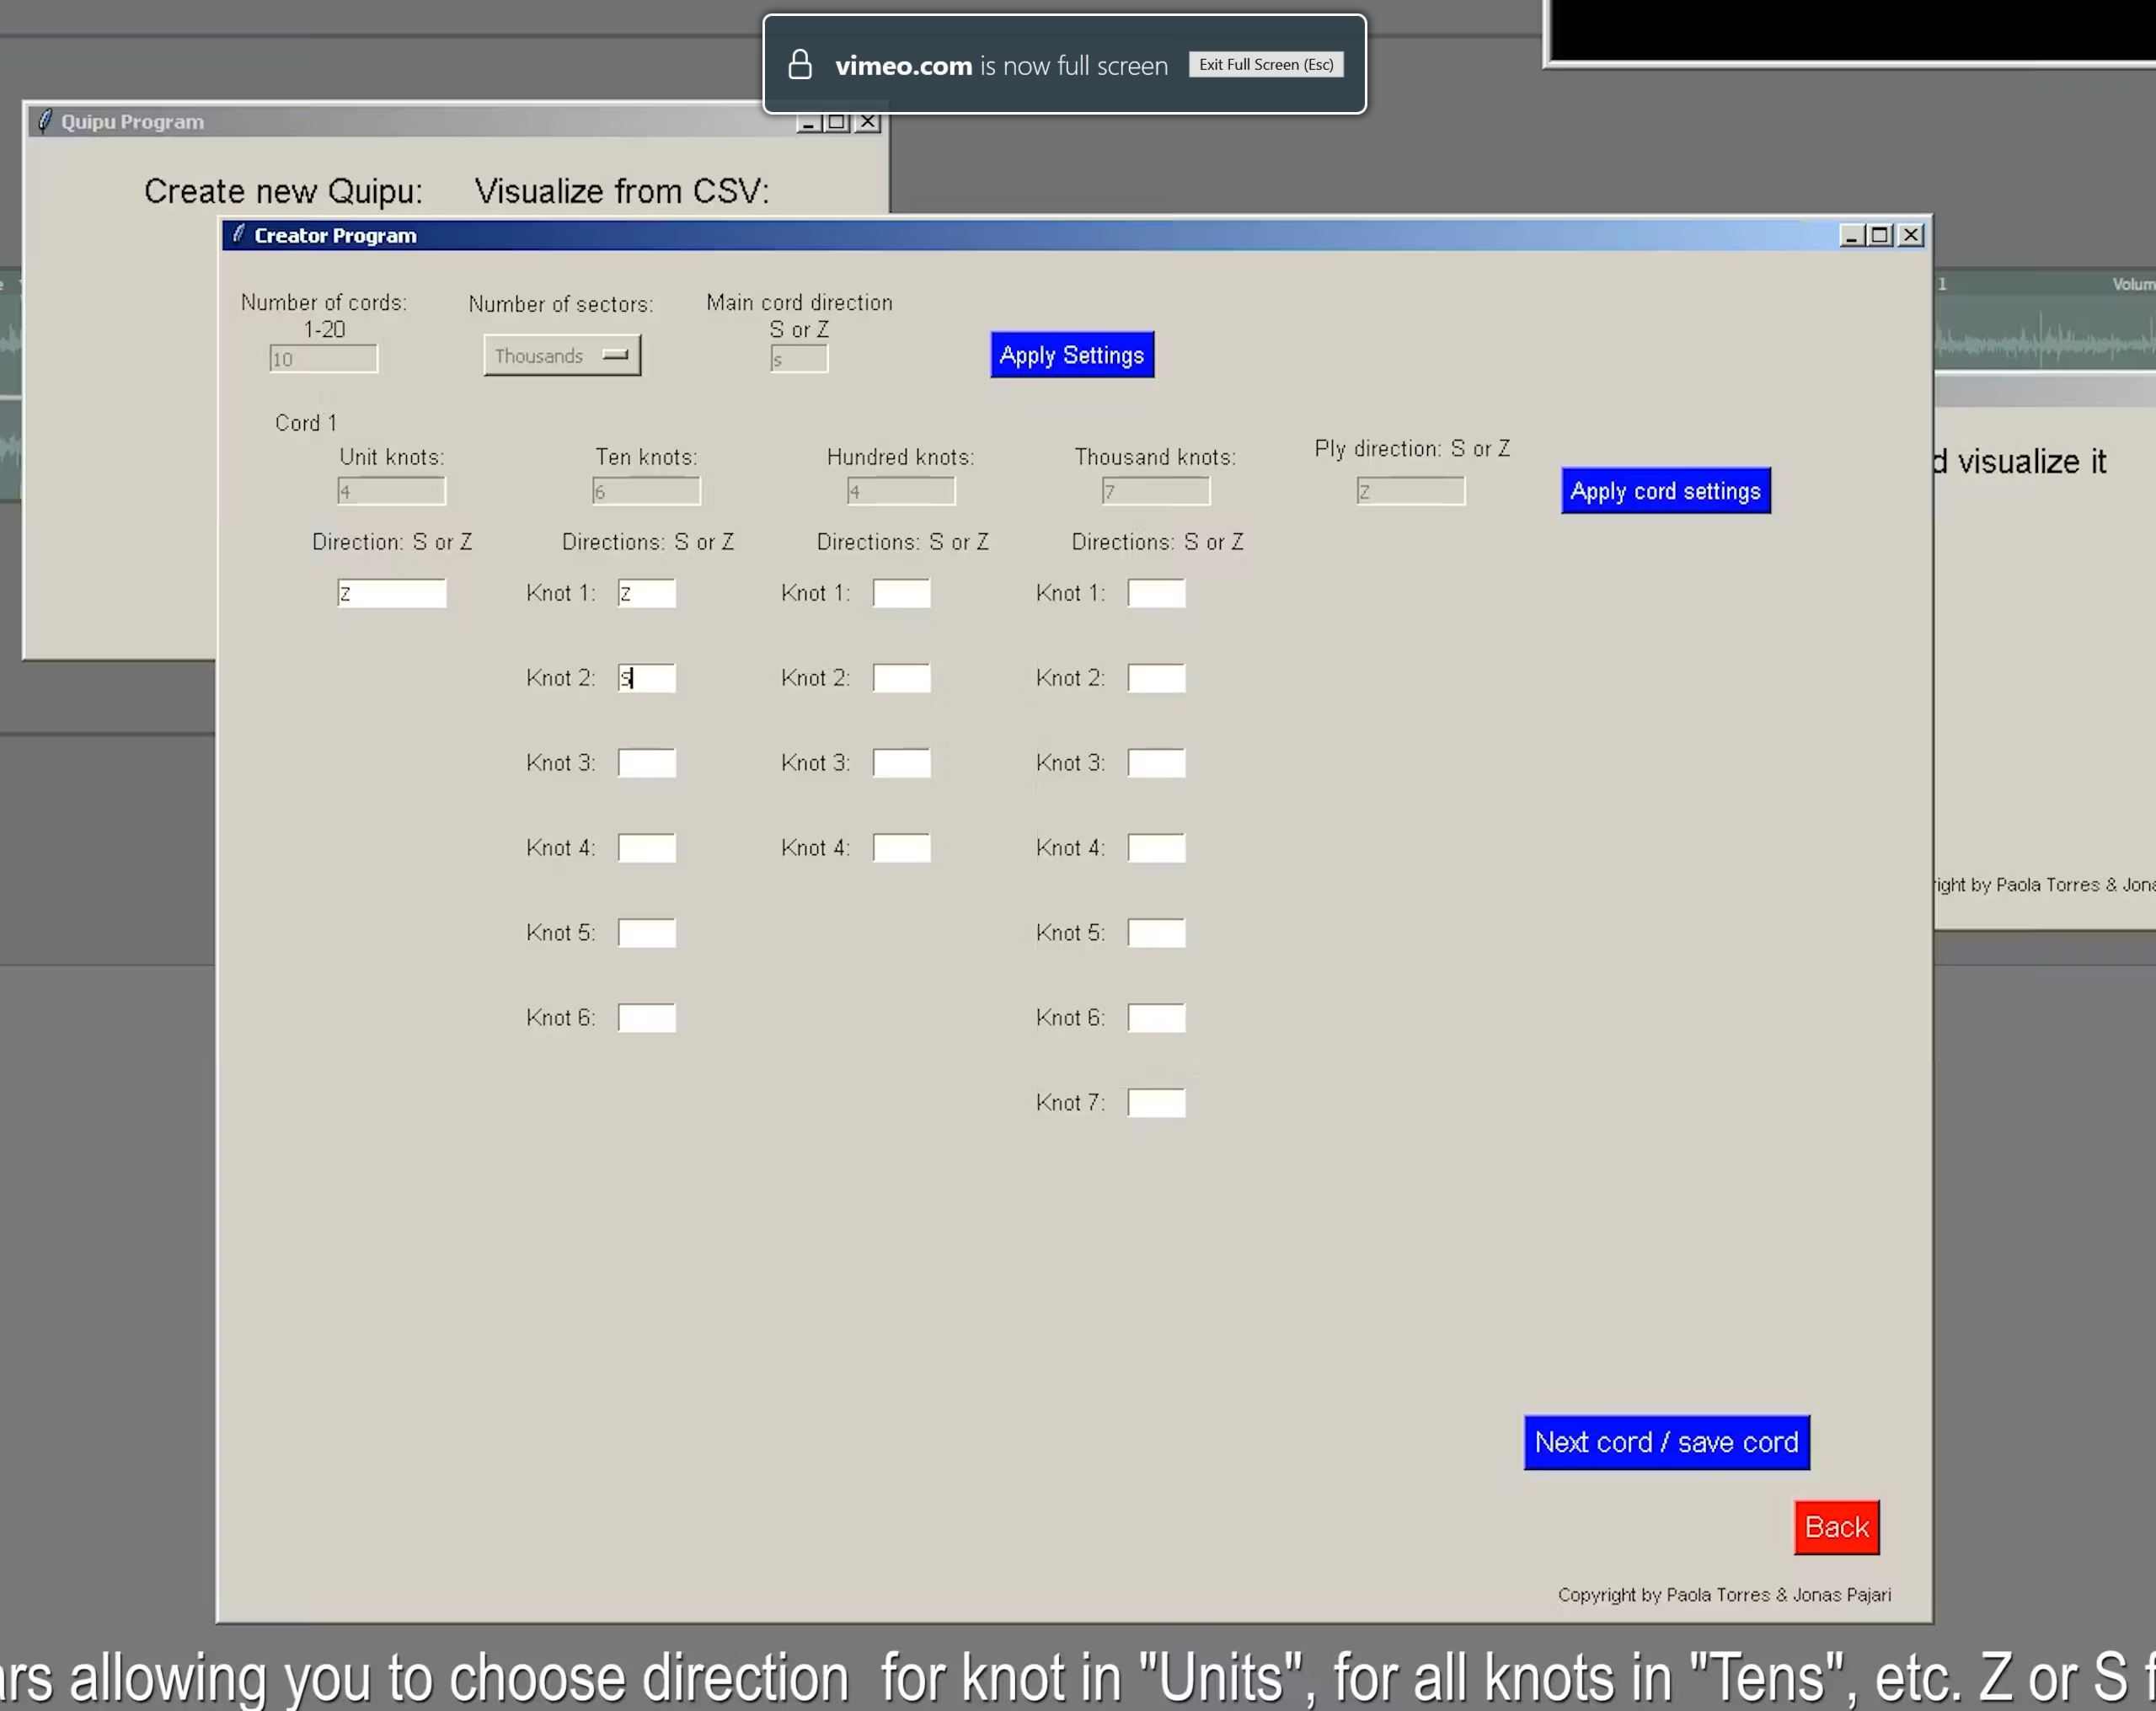 vimeo.com is now full screen Exit Full Screen (Esc)
Quipu Program
Create new Quipu: Visualize from CSV:
Creator Program
1 Volum
Number of cords: Number of sectors: Main cord direction
1-20 S or Z
10 Thousands s Apply Settings
Cord 1
Unit knots: Ten knots: Hundred knots: Thousand knots: Ply direction: S or Z
4 6 4 7 Z Apply cord settings
d visualize it
Direction: S or Z Directions: S or Z Directions: S or Z Directions: S or Z
z Knot 1: z Knot 1: Knot 1:
Knot 2: s Knot 2: Knot 2:
Knot 3: Knot 3: Knot 3:
Knot 4: Knot 4: Knot 4:
right by Paola Torres & Jona
Knot 5: Knot 5:
Knot 6: Knot 6:
Knot 7:
Next cord / save cord
Back
Copyright by Paola Torres & Jonas Pajari
ars allowing you to choose direction for knot in "Units", for all knots in "Tens", etc. Z or S f